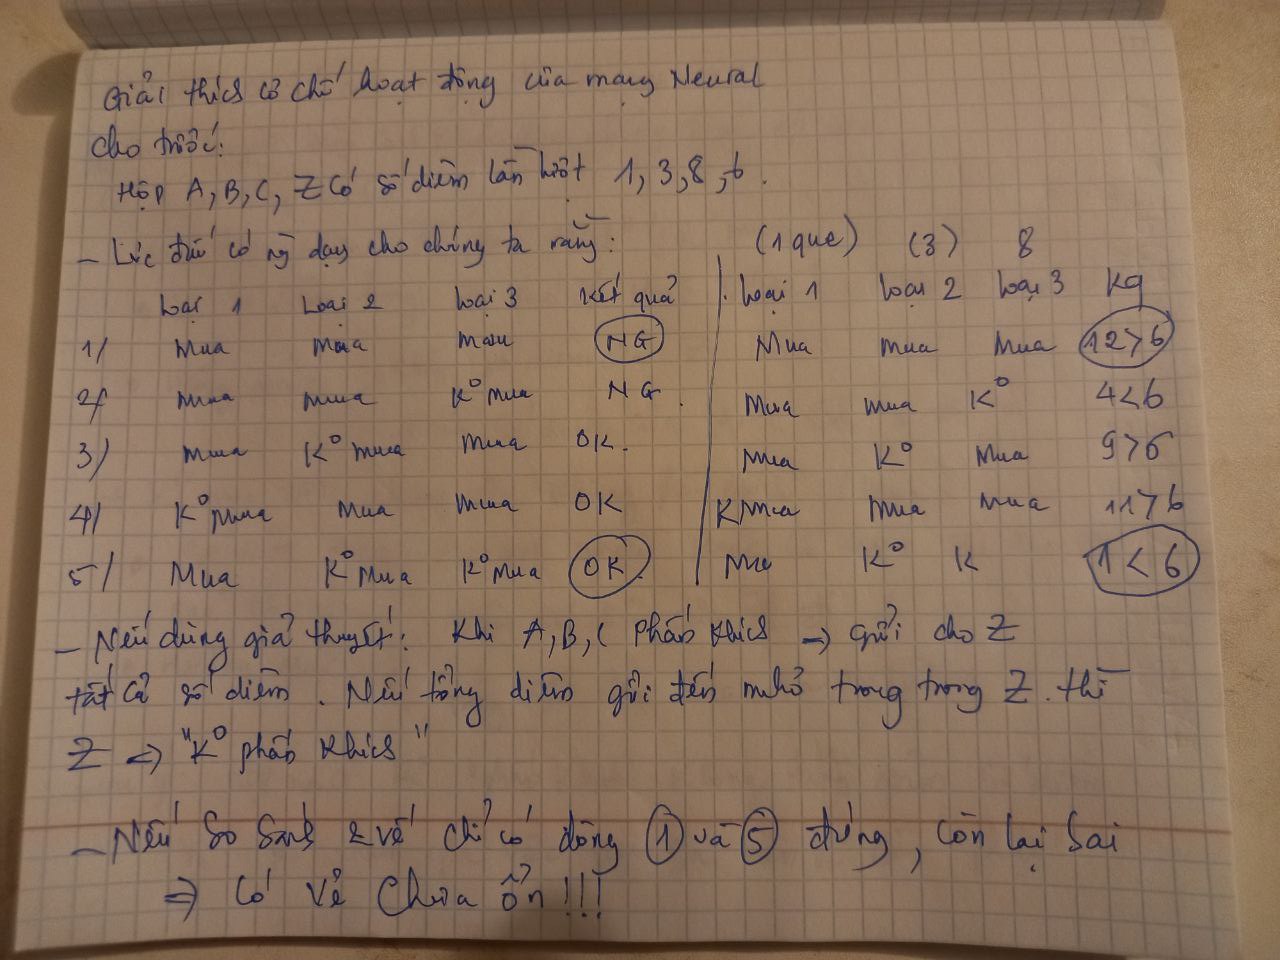 Giải thích cơ chế hoạt động của mạng Neural
Cho trước:
Hộp A, B, C, Z Có số diêm lần lượt 1, 3, 8, 6.
- Lúc đầu có ng dạy cho chúng ta rằng: (1 que) (3) 8
Loại 1 Loại 2 Loại 3 Kết quả Loại 1 Loại 2 Loại 3 Kq
1/ Mua Mua Mua NG Mua Mua Mua 12>6
2/ Mua Mua K° Mua NG. Mua Mua K° 4<6
3/ Mua K° Mua Mua OK. Mua K° Mua 9>6
4/ K° Mua Mua Mua OK KMua Mua Mua 11>6
5/ Mua K° Mua K° Mua OK. Mua K° K 1<6
- Nếu dùng giả thuyết: Khi A, B, C Phấn khích → gửi cho Z
tất cả số diêm. Nếu tổng diêm gửi đến nhỏ trong trong Z. thì
Z <=> "K° phấn khích"
- Nếu So Sánh 2 vế chỉ có dòng 1 và 5 đúng, còn lại Sai
=> Có Vẻ Chưa ổn!!!